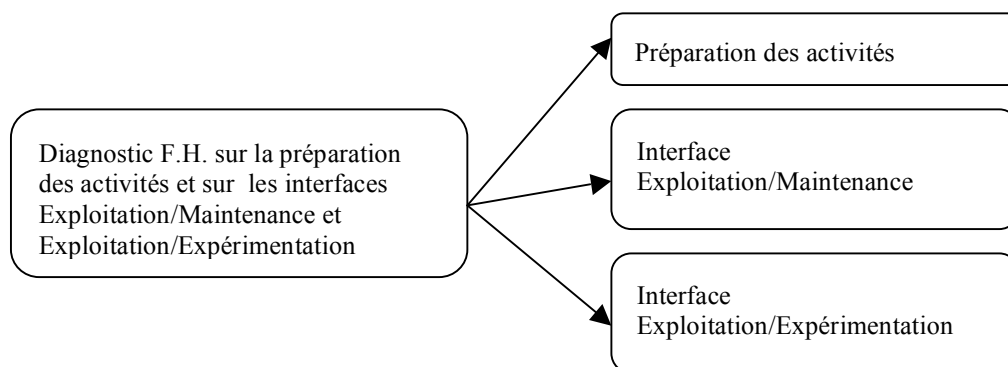 Diagnostic F.H. sur la préparation
des activités et sur les interfaces
Exploitation/Maintenance et
Exploitation/Expérimentation
Préparation des activités
Interface
Exploitation/Maintenance
Interface
Exploitation/Expérimentation